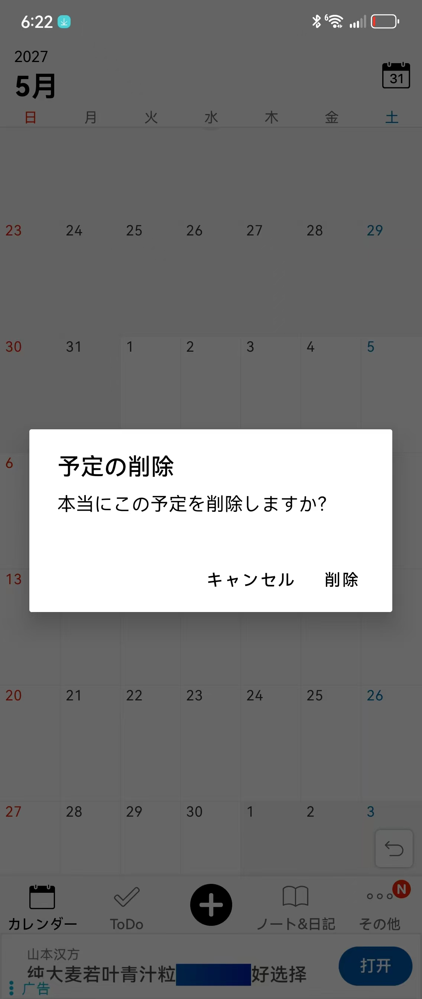 6:22
6
2027
5月
31
日 月 火 水 木 金 土
23 24 25 26 27 28 29
30 31 1 2 3 4 5
6
予定の削除
本当にこの予定を削除しますか?
キャンセル 削除
13
20 21 22 23 24 25 26
27 28 29 30 1 2 3
N
カレンダー ToDo ノート&日記 その他
山本汉方
纯大麦若叶青汁粒 好选择
打开
广告